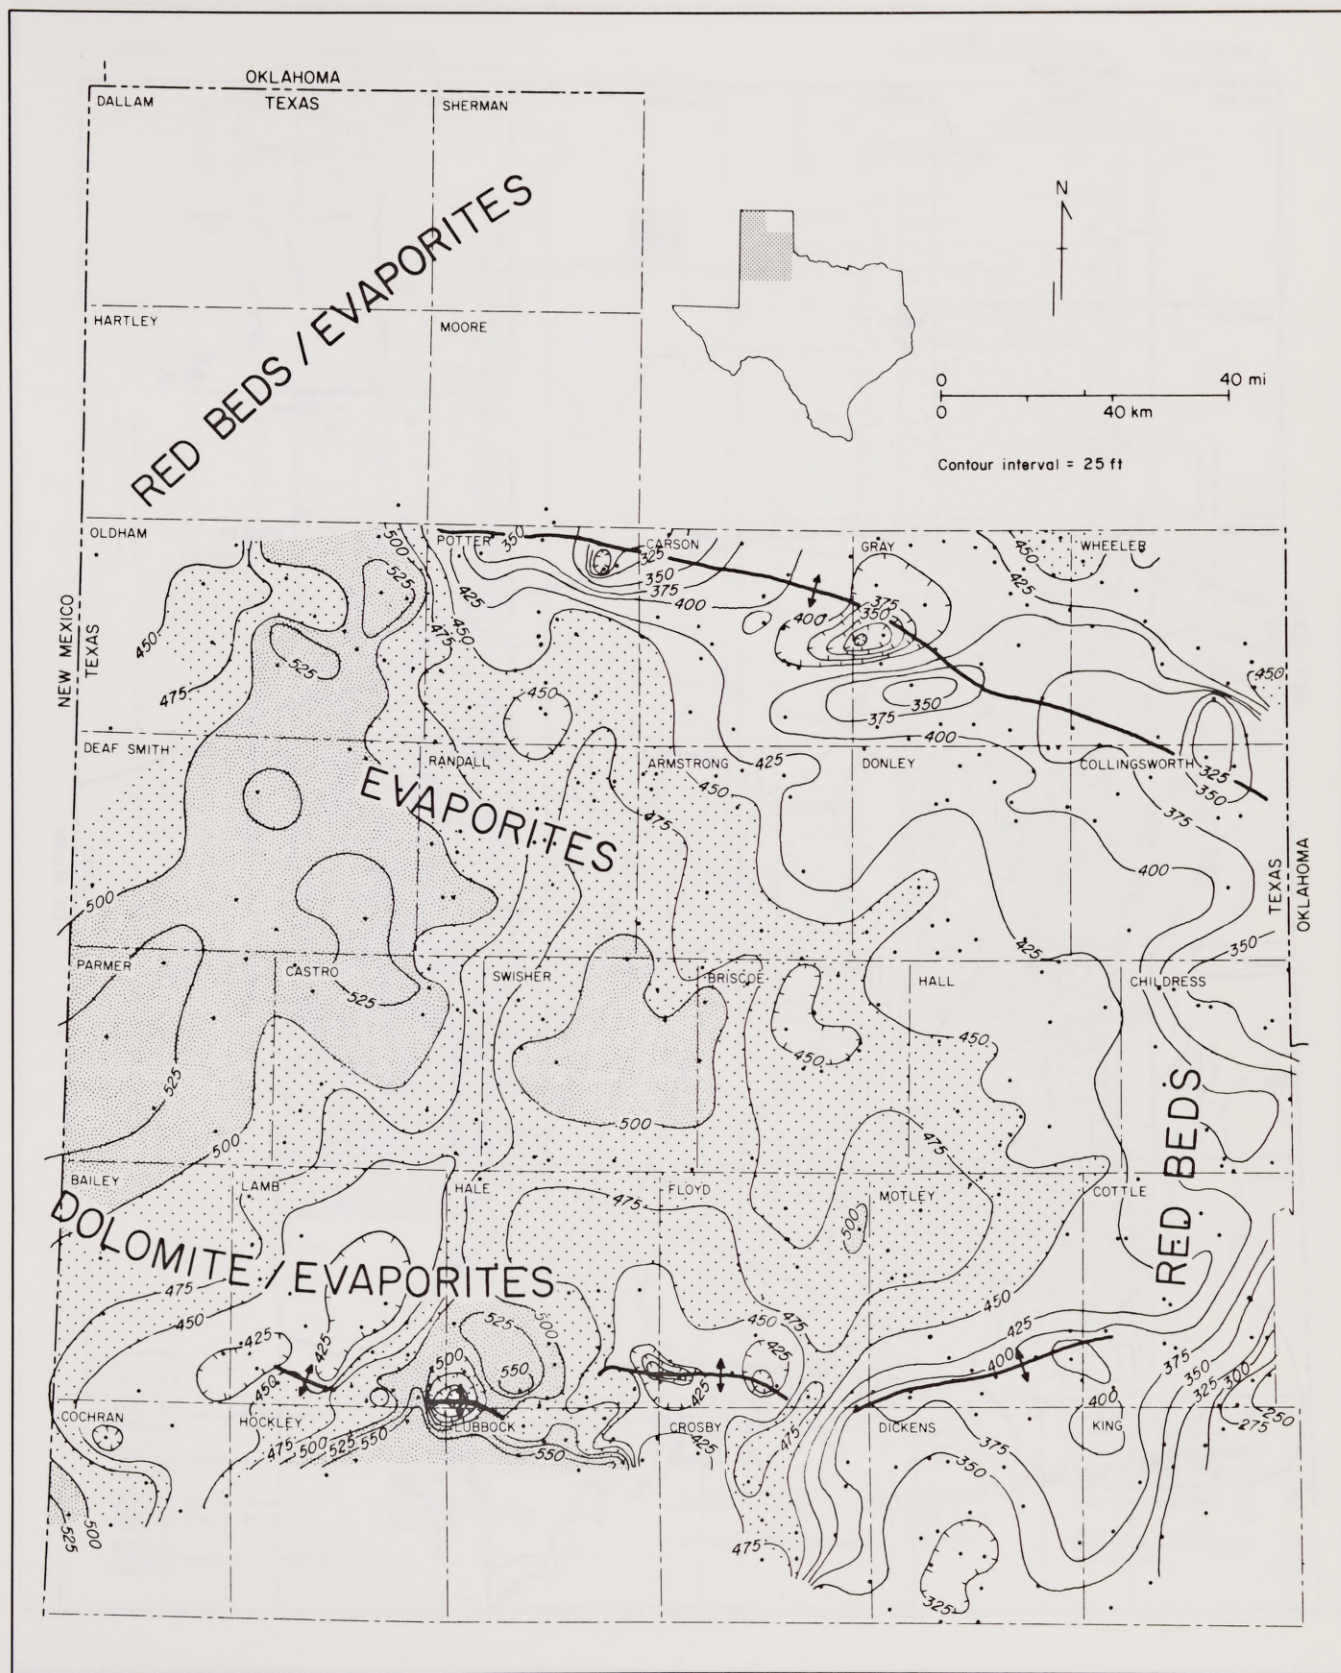 OKLAHOMA
TEXAS
DALLAM
SHERMAN
RED BEDS / EVAPORITES
HARTLEY
MOORE
N
0 40 mi
0 40 km
Contour interval = 25 ft
OLDHAM
POTTER
CARSON
GRAY
WHEELER
500
350
325
350
375
400
425
450
475
525
525
450
475
450
375
350
400
350
375
400
425
450
425
450
NEW MEXICO
TEXAS
DEAF SMITH
RANDALL
ARMSTRONG
DONLEY
COLLINGSWORTH
EVAPORITES
450
475
325
350
375
400
350
425
500
TEXAS
OKLAHOMA
PARMER
CASTRO
SWISHER
BRISCOE
HALL
CHILDRESS
525
525
450
450
500
500
475
RED BEDS
BAILEY
LAMB
HALE
FLOYD
MOTLEY
COTTLE
DOLOMITE / EVAPORITES
475
500
475
450
450
425
425
450
525
500
550
500
475
450
425
425
425
400
375
350
325
300
COCHRAN
HOCKLEY
LUBBOCK
CROSBY
DICKENS
KING
475
500
525
550
550
425
475
375
350
400
275
250
525
500
475
325